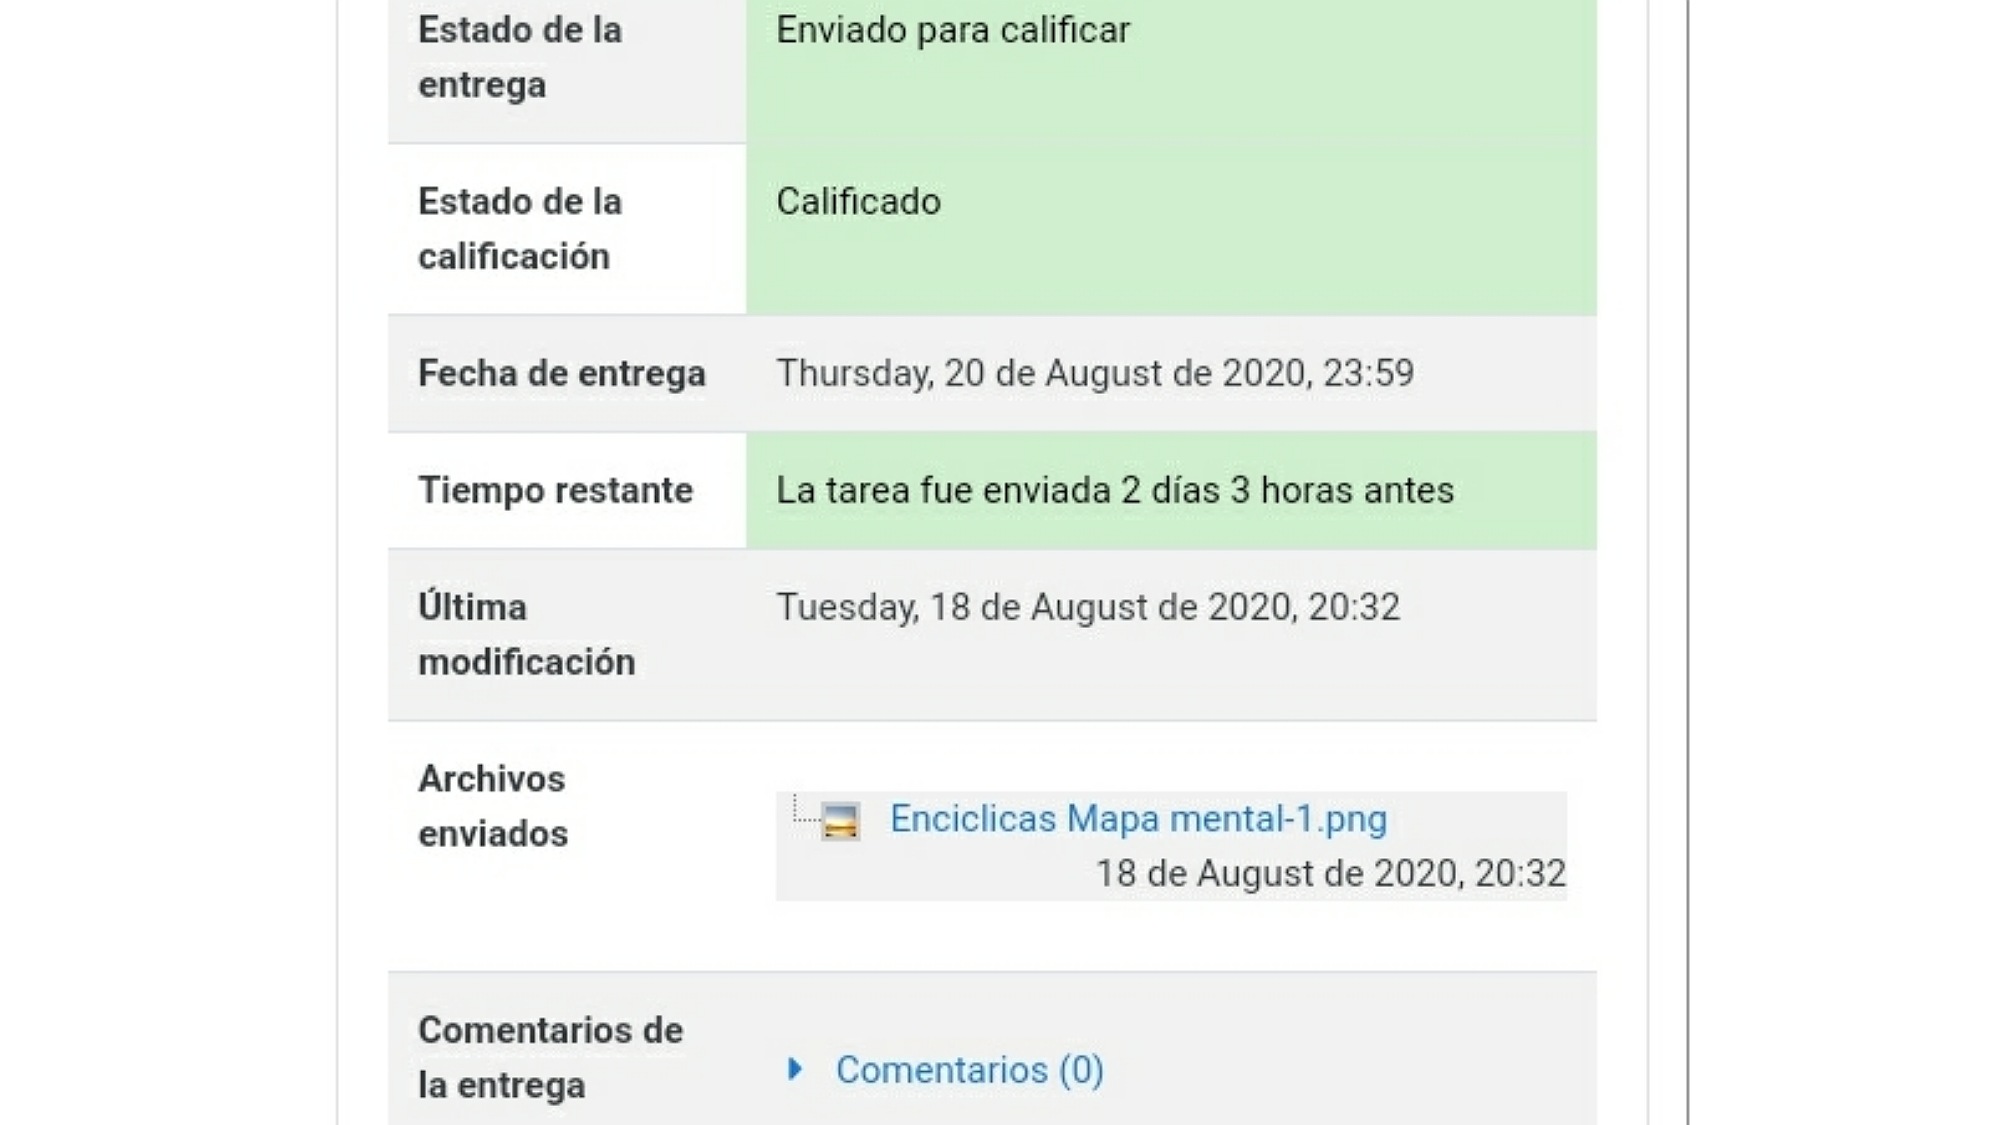 Estado de la
entrega
Enviado para calificar
Estado de la
calificación
Calificado
Fecha de entrega
Thursday, 20 de August de 2020, 23:59
Tiempo restante
La tarea fue enviada 2 días 3 horas antes
Última
modificación
Tuesday, 18 de August de 2020, 20:32
Archivos
enviados
Enciclicas Mapa mental-1.png
18 de August de 2020, 20:32
Comentarios de
la entrega
Comentarios (0)